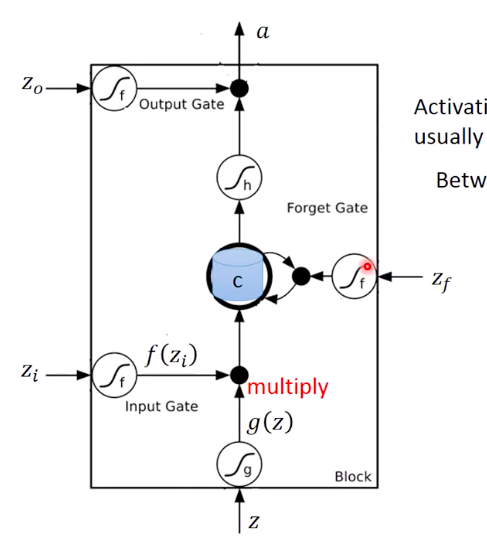 a
z_o
f
Output Gate
Activati
usually
h
Betw
Forget Gate
c
f
z_f
z_i
f(z_i)
f
multiply
Input Gate
g(z)
g
Block
z